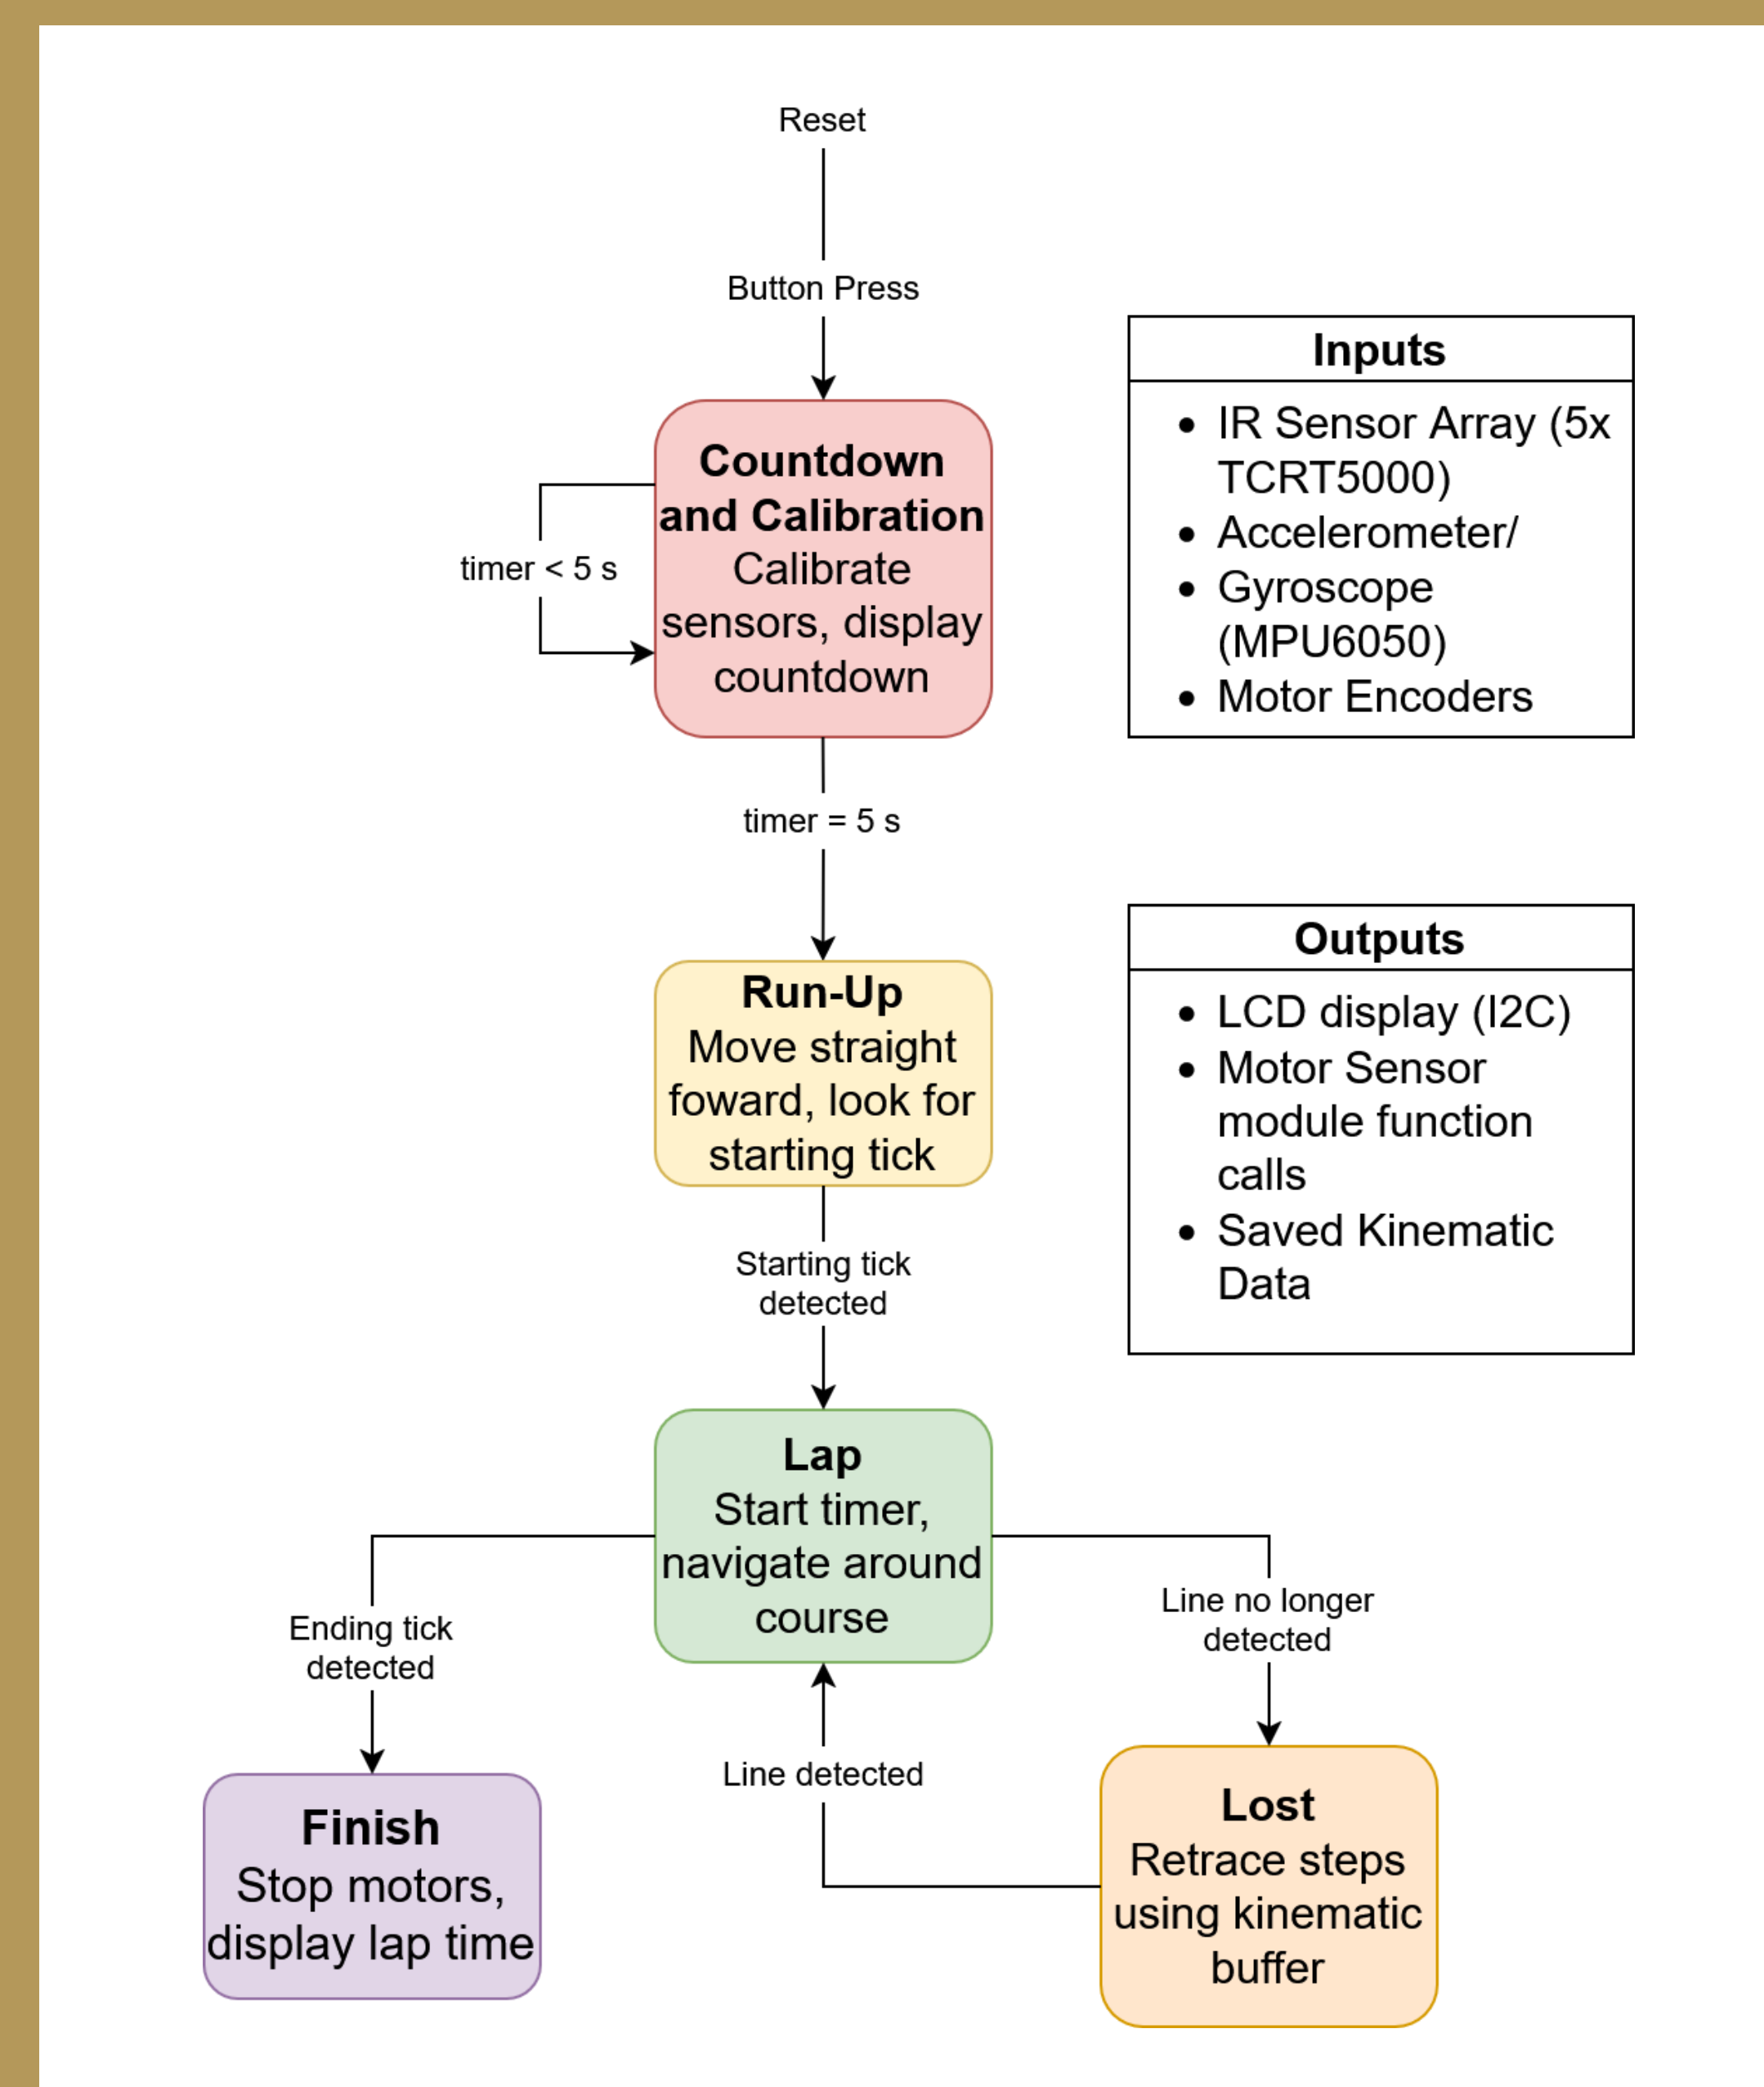 Reset
Button Press
Countdown
and Calibration
Calibrate
sensors, display
countdown
timer < 5 s
timer = 5 s
Run-Up
Move straight
foward, look for
starting tick
Starting tick
detected
Lap
Start timer,
navigate around
course
Ending tick
detected
Line no longer
detected
Line detected
Finish
Stop motors,
display lap time
Lost
Retrace steps
using kinematic
buffer
Inputs
• IR Sensor Array (5x
TCRT5000)
• Accelerometer/
• Gyroscope
(MPU6050)
• Motor Encoders
Outputs
• LCD display (I2C)
• Motor Sensor
module function
calls
• Saved Kinematic
Data